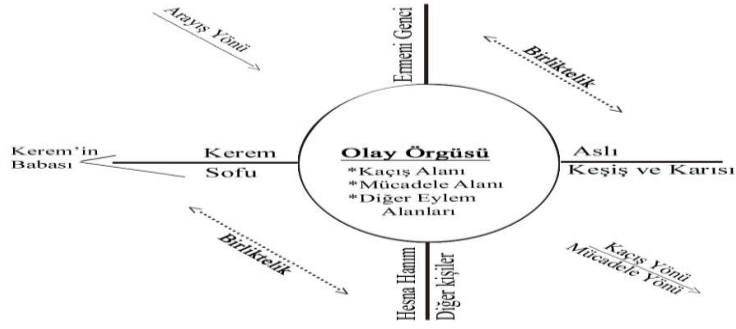 Arayış Yönü
Ermeni Genci
Birliktelik
Kerem'in
Babası
Kerem
Sofu
Olay Örgüsü
*Kaçış Alanı
*Mücadele Alanı
*Diğer Eylem
Alanları
Aslı
Keşiş ve Karısı
Birliktelik
Hesna Hanım
Diğer kişiler
Kaçış Yönü
Mücadele Yönü